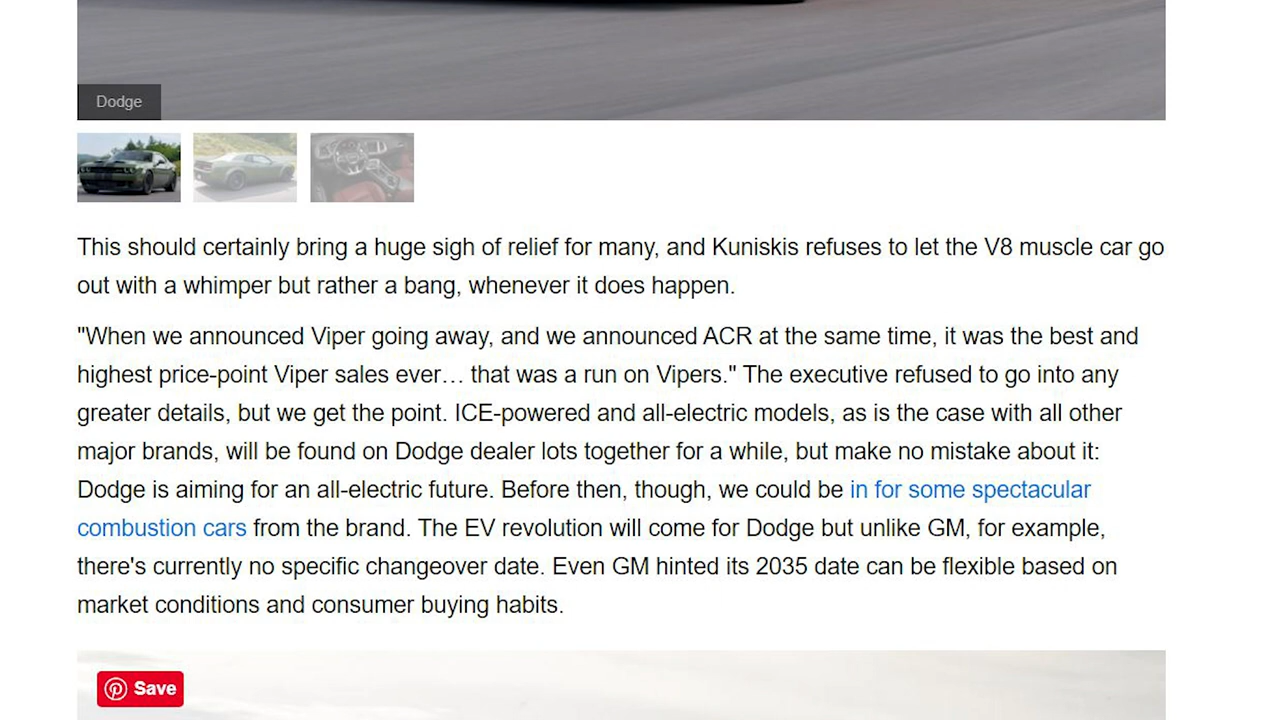 Dodge
This should certainly bring a huge sigh of relief for many, and Kuniskis refuses to let the V8 muscle car go
out with a whimper but rather a bang, whenever it does happen.
"When we announced Viper going away, and we announced ACR at the same time, it was the best and
highest price-point Viper sales ever… that was a run on Vipers." The executive refused to go into any
greater details, but we get the point. ICE-powered and all-electric models, as is the case with all other
major brands, will be found on Dodge dealer lots together for a while, but make no mistake about it:
Dodge is aiming for an all-electric future. Before then, though, we could be in for some spectacular
combustion cars from the brand. The EV revolution will come for Dodge but unlike GM, for example,
there's currently no specific changeover date. Even GM hinted its 2035 date can be flexible based on
market conditions and consumer buying habits.
Save